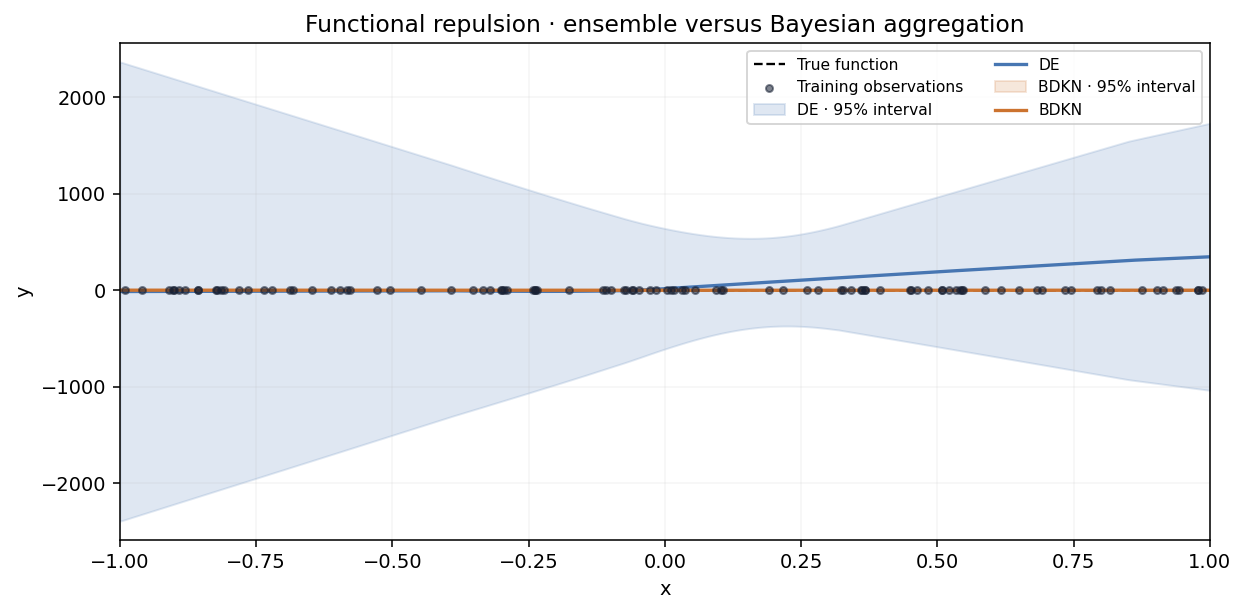 Functional repulsion · ensemble versus Bayesian aggregation
True function
Training observations
DE · 95% interval
DE
BDKN · 95% interval
BDKN
y
2000
1000
0
−1000
−2000
−1.00
−0.75
−0.50
−0.25
0.00
0.25
0.50
0.75
1.00
x